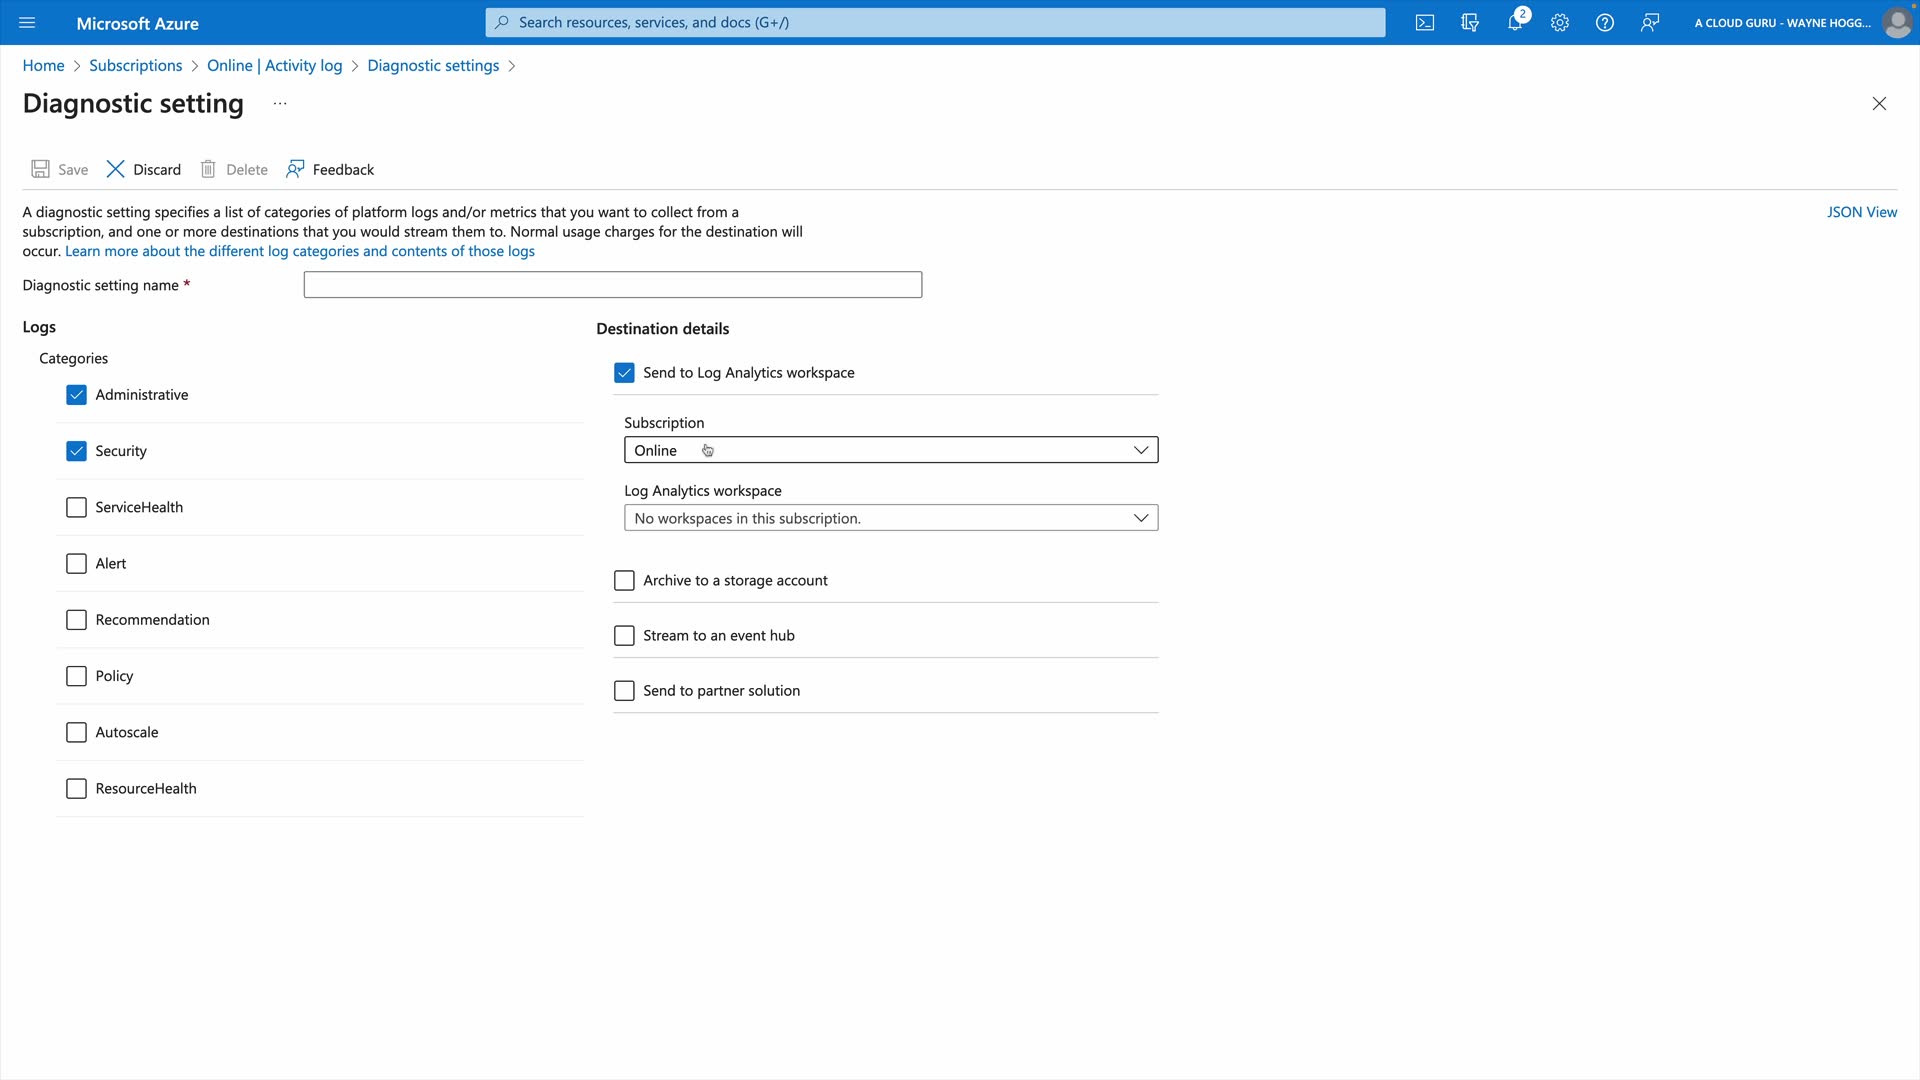 Microsoft Azure
Search resources, services, and docs (G+/)
2
A CLOUD GURU - WAYNE HOGG...
Home > Subscriptions > Online | Activity log > Diagnostic settings >
Diagnostic setting ...
Save
Discard
Delete
Feedback
A diagnostic setting specifies a list of categories of platform logs and/or metrics that you want to collect from a
subscription, and one or more destinations that you would stream them to. Normal usage charges for the destination will
occur. Learn more about the different log categories and contents of those logs
JSON View
Diagnostic setting name *
Logs
Categories
Administrative
Security
ServiceHealth
Alert
Recommendation
Policy
Autoscale
ResourceHealth
Destination details
Send to Log Analytics workspace
Subscription
Online
Log Analytics workspace
No workspaces in this subscription.
Archive to a storage account
Stream to an event hub
Send to partner solution